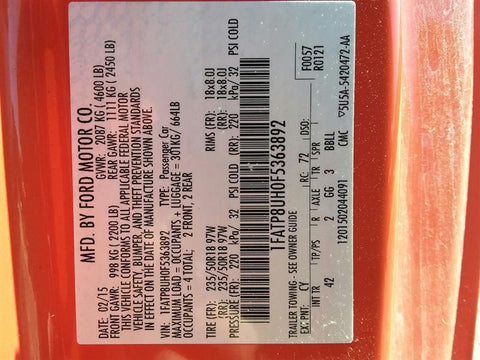 MFD. BY FORD MOTOR CO.
DATE: 02/15 GVWR: 2087 KG ( 4600 LB)
FRONT GAWR: 998 KG ( 2200 LB) REAR GAWR: 1111 KG ( 2450 LB)
THIS VEHICLE CONFORMS TO ALL APPLICABLE FEDERAL MOTOR
VEHICLE SAFETY, BUMPER, AND THEFT PREVENTION STANDARDS
IN EFFECT ON THE DATE OF MANUFACTURE SHOWN ABOVE.
VIN: 1FATP8UH0F5363892 TYPE: Passenger Car
MAXIMUM LOAD = OCCUPANTS + LUGGAGE = 301KG/ 664LB
OCCUPANTS = 4 TOTAL; 2 FRONT, 2 REAR
TIRE (FR): 235/50R18 97W RIMS (FR): 18x8.0J
TIRE (RR): 235/50R18 97W RIMS (RR): 18x8.0J
PRESSURE (FR): 220 kPa/ 32 PSI COLD (RR): 220 kPa/ 32 PSI COLD
1FATP8UH0F5363892
TRAILER TOWING - SEE OWNER GUIDE
F0057
R0121
EX: PNT: CY RC: 72 DSO:
INT TR TP/PS R AXLE TR
42 2 GG 3 BBLL
1201502044091 CMC ▽5U5A-5420472-AA